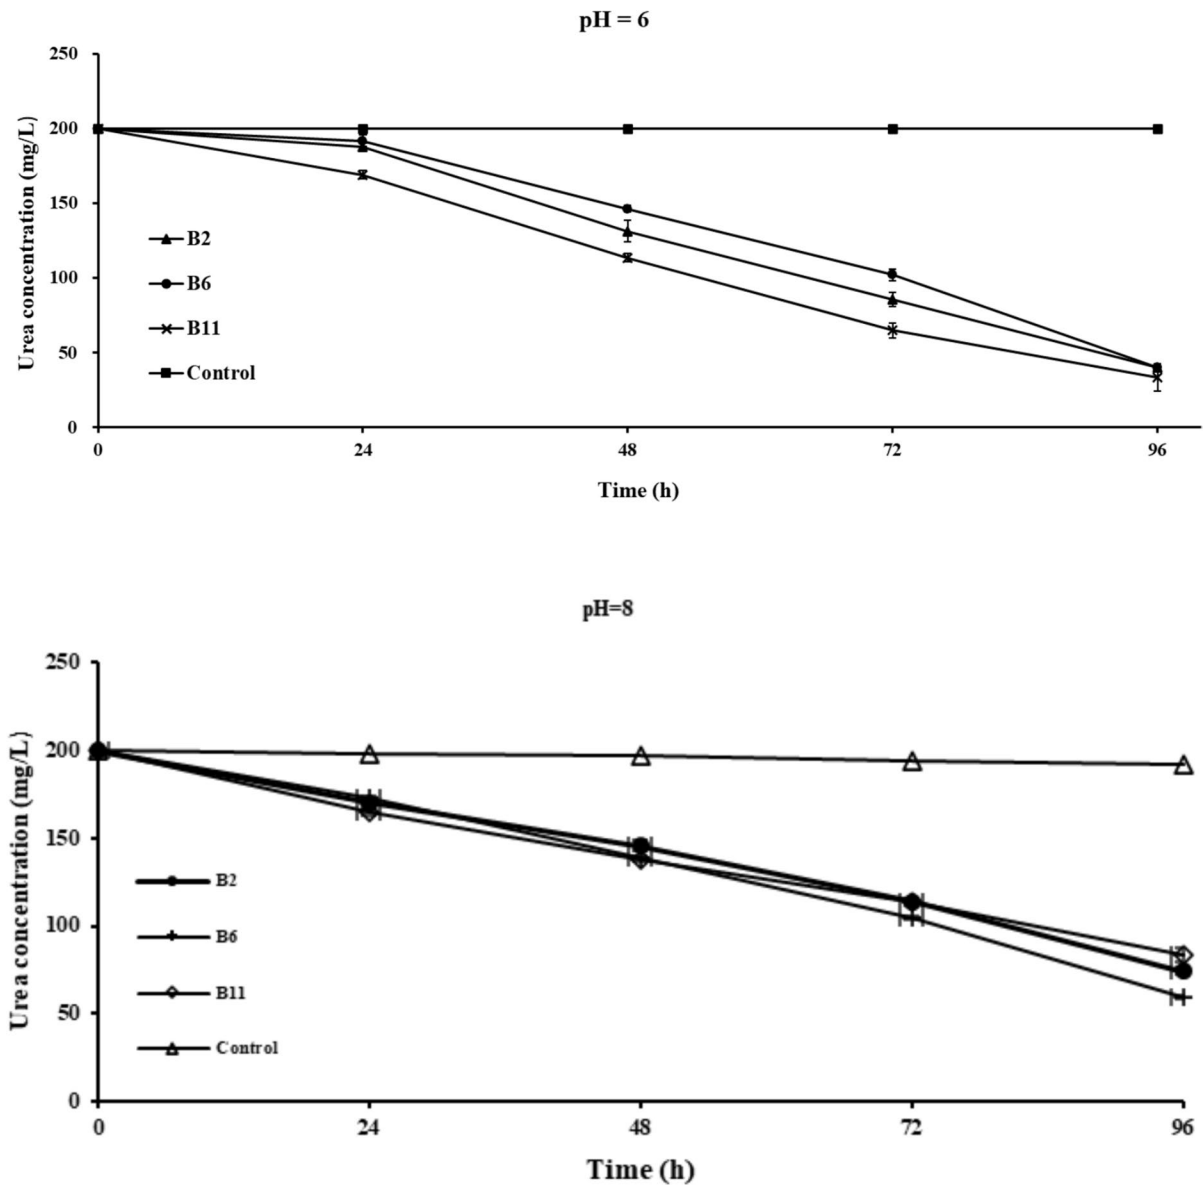 pH = 6
250
200
150
100
50
0
Urea concentration (mg/L)
B2
B6
B11
Control
0 24 48 72 96
Time (h)
pH=8
250
200
150
100
50
0
Urea concentration (mg/L)
B2
B6
B11
Control
0 24 48 72 96
Time (h)